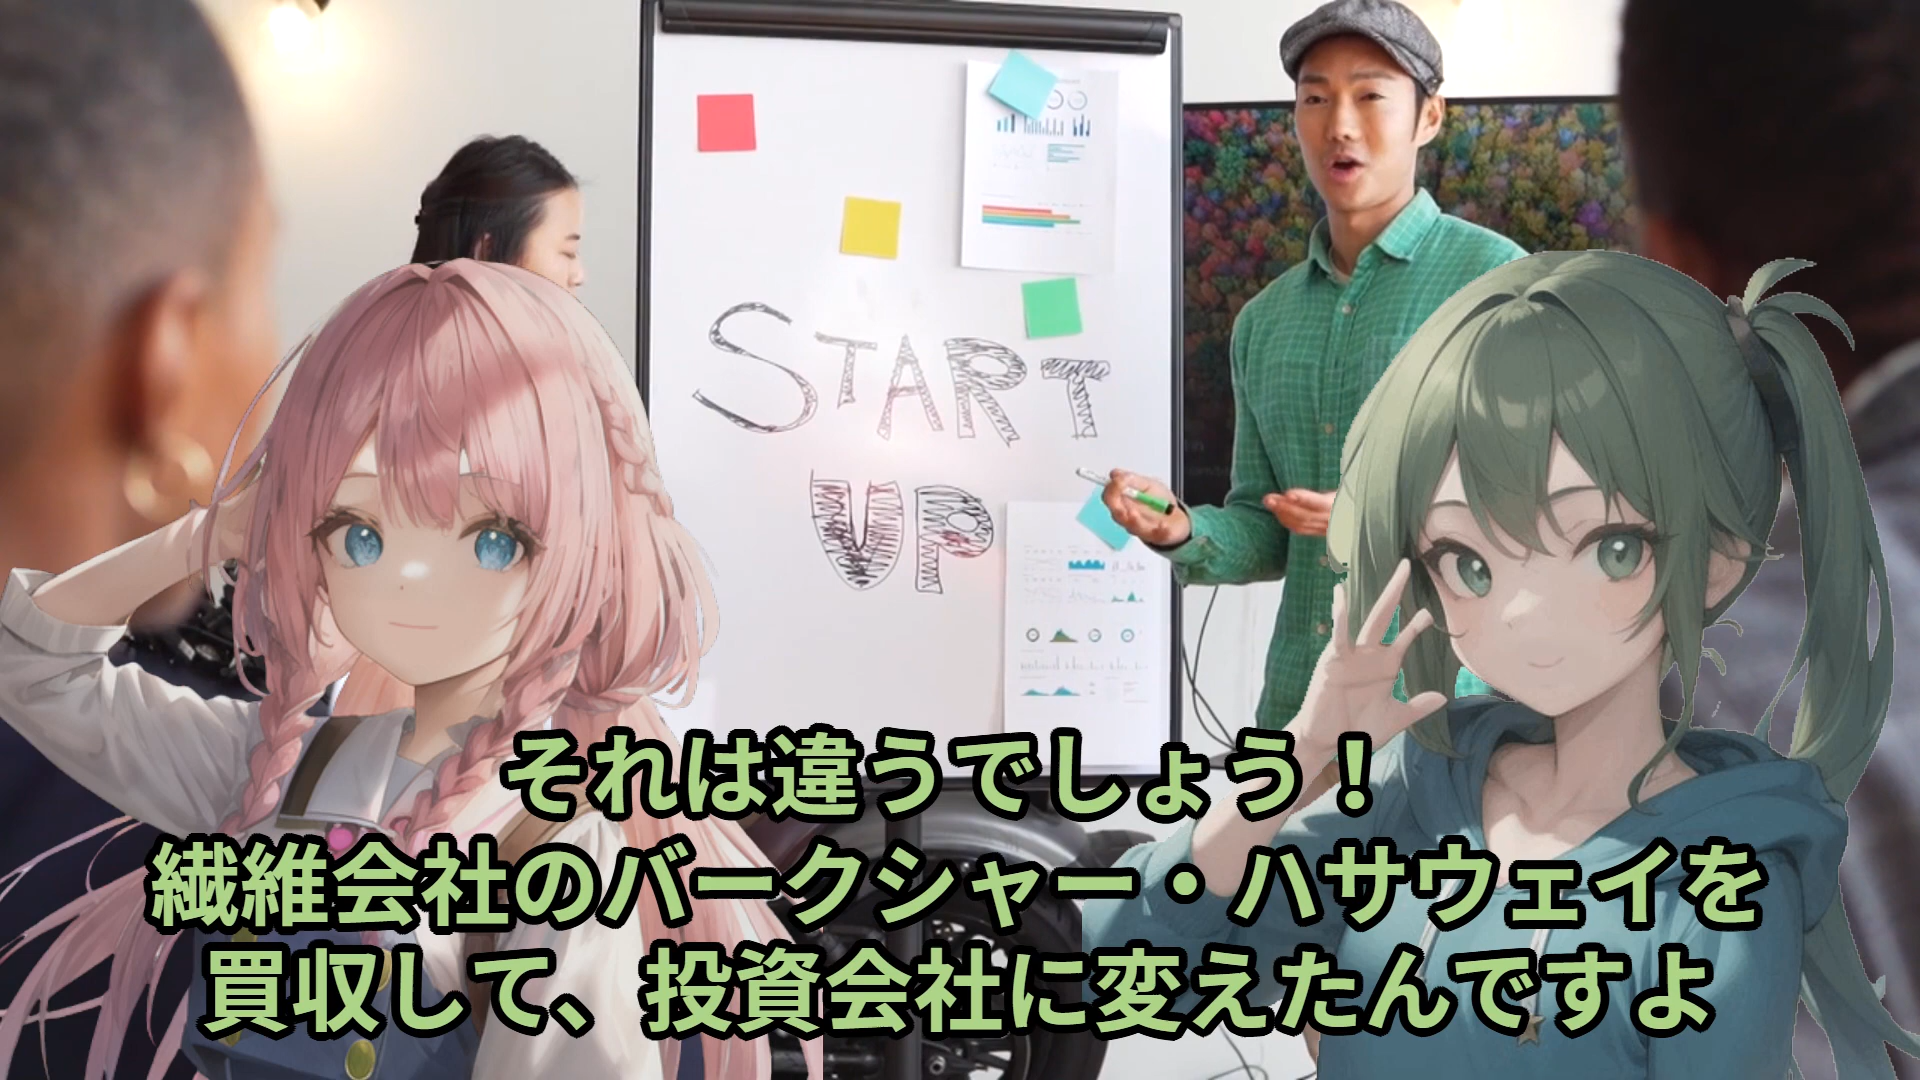 START
UP
それは違うでしょう！
繊維会社のバークシャー・ハサウェイを
買収して、投資会社に変えたんですよ